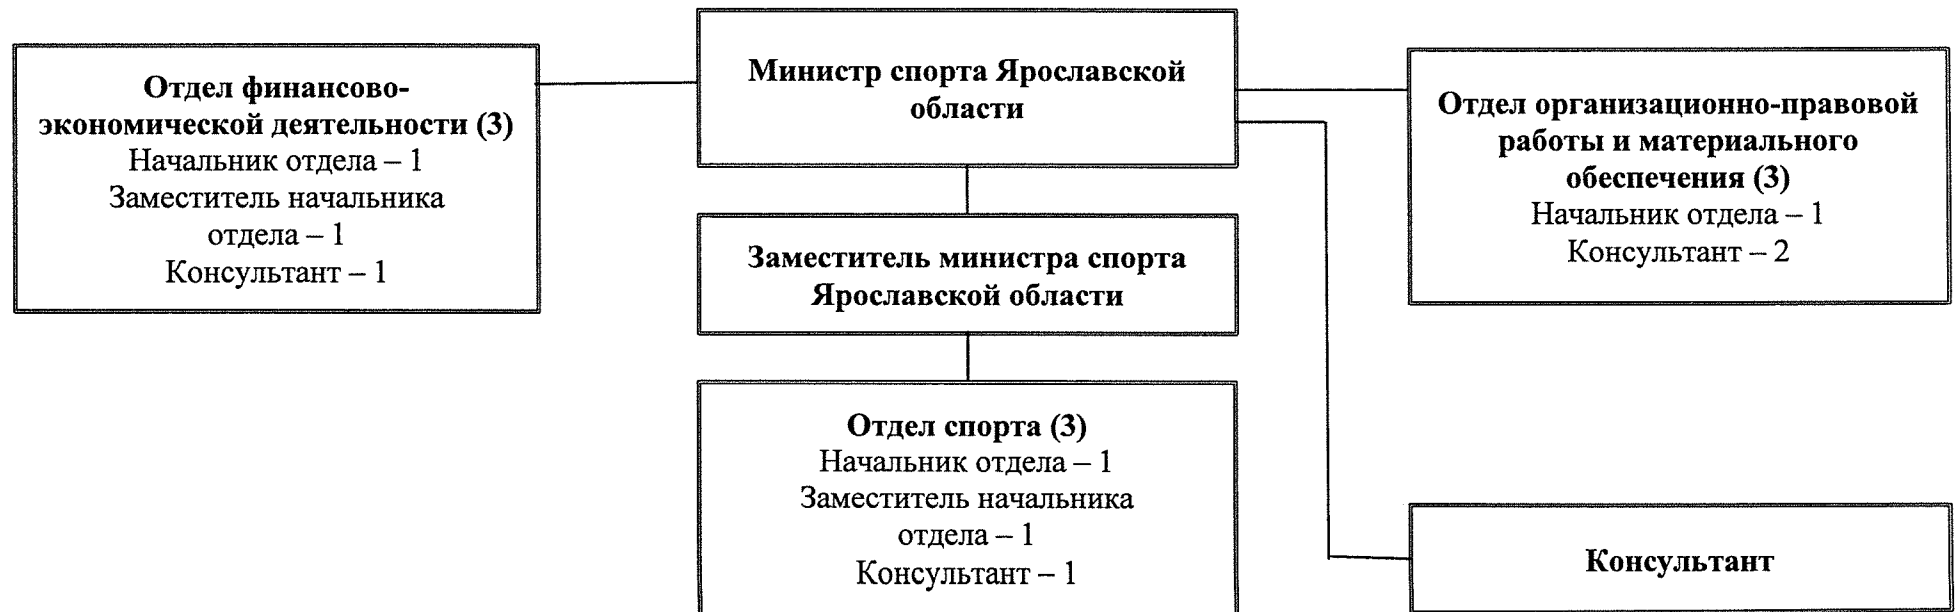 Отдел финансово-
экономической деятельности (3)
Начальник отдела – 1
Заместитель начальника
отдела – 1
Консультант – 1
Министр спорта Ярославской
области
Заместитель министра спорта
Ярославской области
Отдел спорта (3)
Начальник отдела – 1
Заместитель начальника
отдела – 1
Консультант – 1
Отдел организационно-правовой
работы и материального
обеспечения (3)
Начальник отдела – 1
Консультант – 2
Консультант